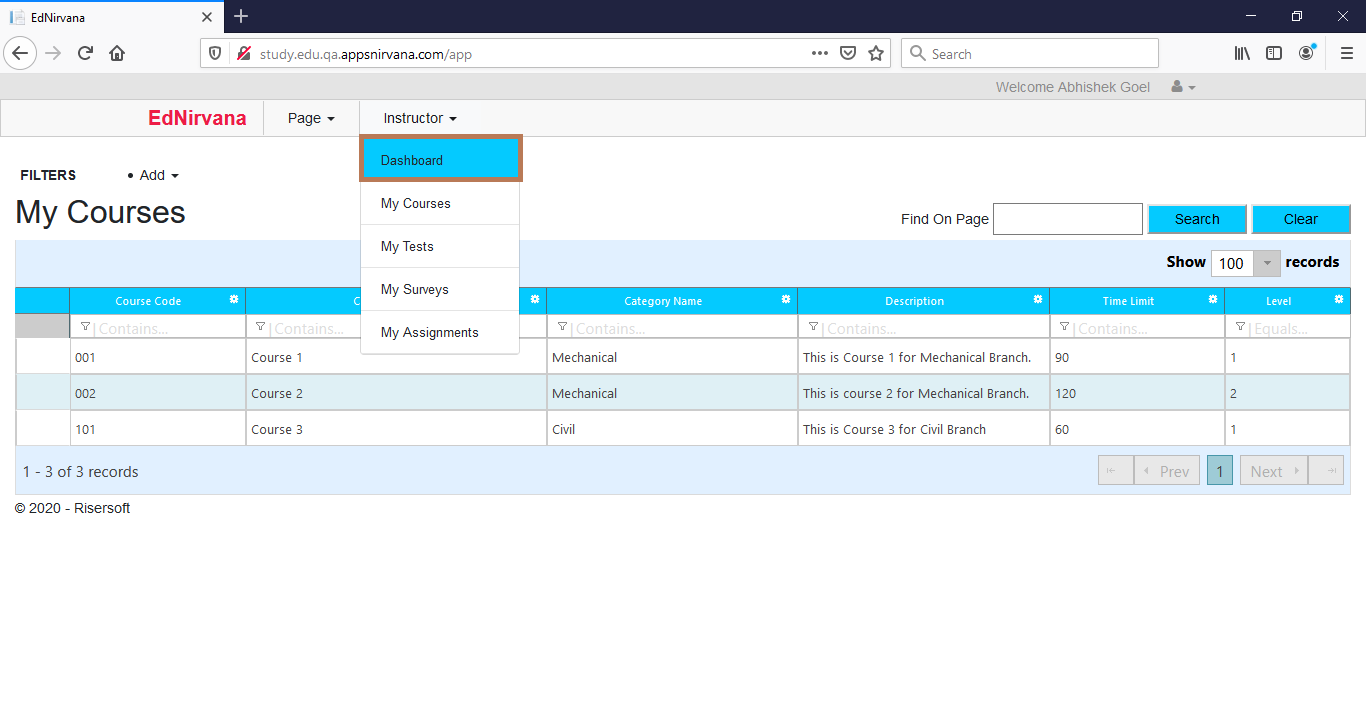 EdNirvana
study.edu.qa.appsnirvana.com/app
Search
Welcome Abhishek Goel
EdNirvana Page Instructor
Dashboard
My Courses
My Tests
My Surveys
My Assignments
FILTERS • Add
My Courses
Find On Page Search Clear
Show 100 records
Course Code C Category Name Description Time Limit Level
Contains... Contains... Contains... Contains... Contains... Equals...
001 Course 1 Mechanical This is Course 1 for Mechanical Branch. 90 1
002 Course 2 Mechanical This is course 2 for Mechanical Branch. 120 2
101 Course 3 Civil This is Course 3 for Civil Branch 60 1
1 - 3 of 3 records Prev 1 Next
© 2020 - Risersoft